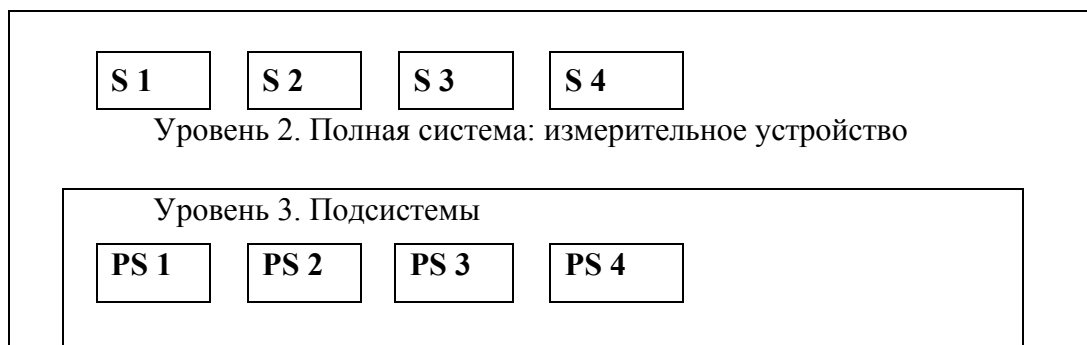 S 1 S 2 S 3 S 4
Уровень 2. Полная система: измерительное устройство
Уровень 3. Подсистемы
PS 1 PS 2 PS 3 PS 4